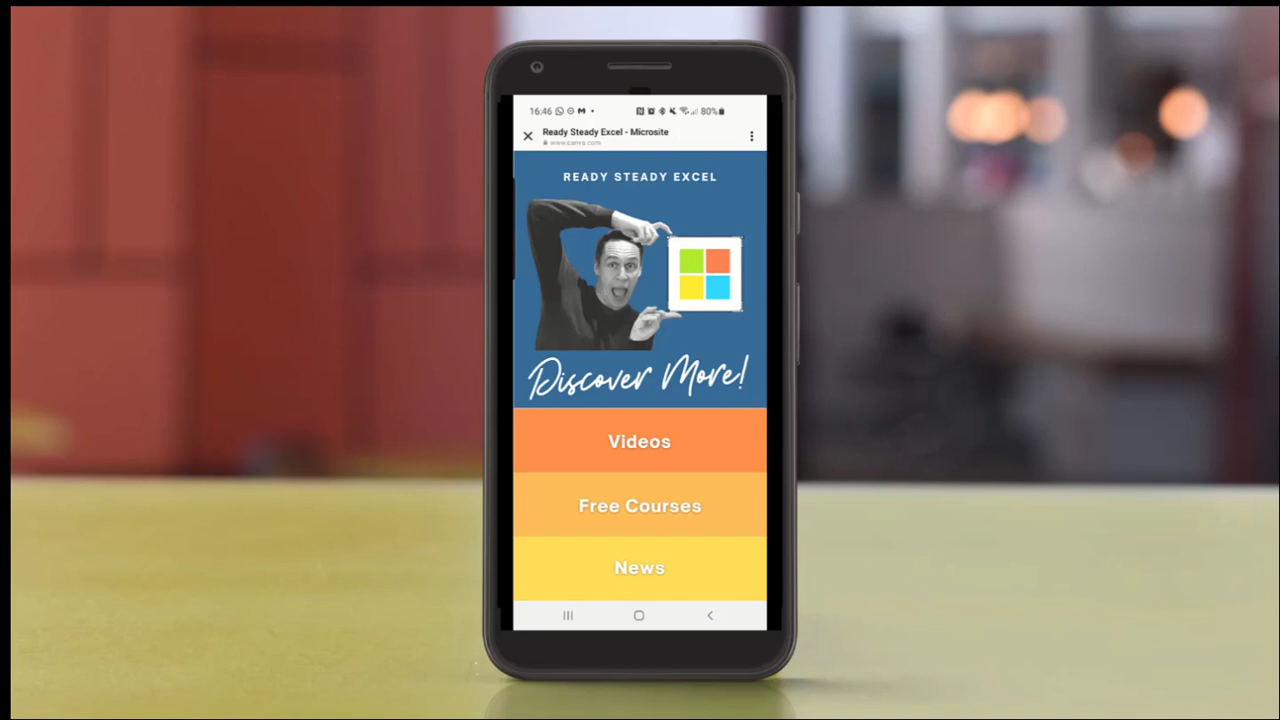 16:46
80%
Ready Steady Excel - Microsite
www.canva.com
READY STEADY EXCEL
Discover More!
Videos
Free Courses
News